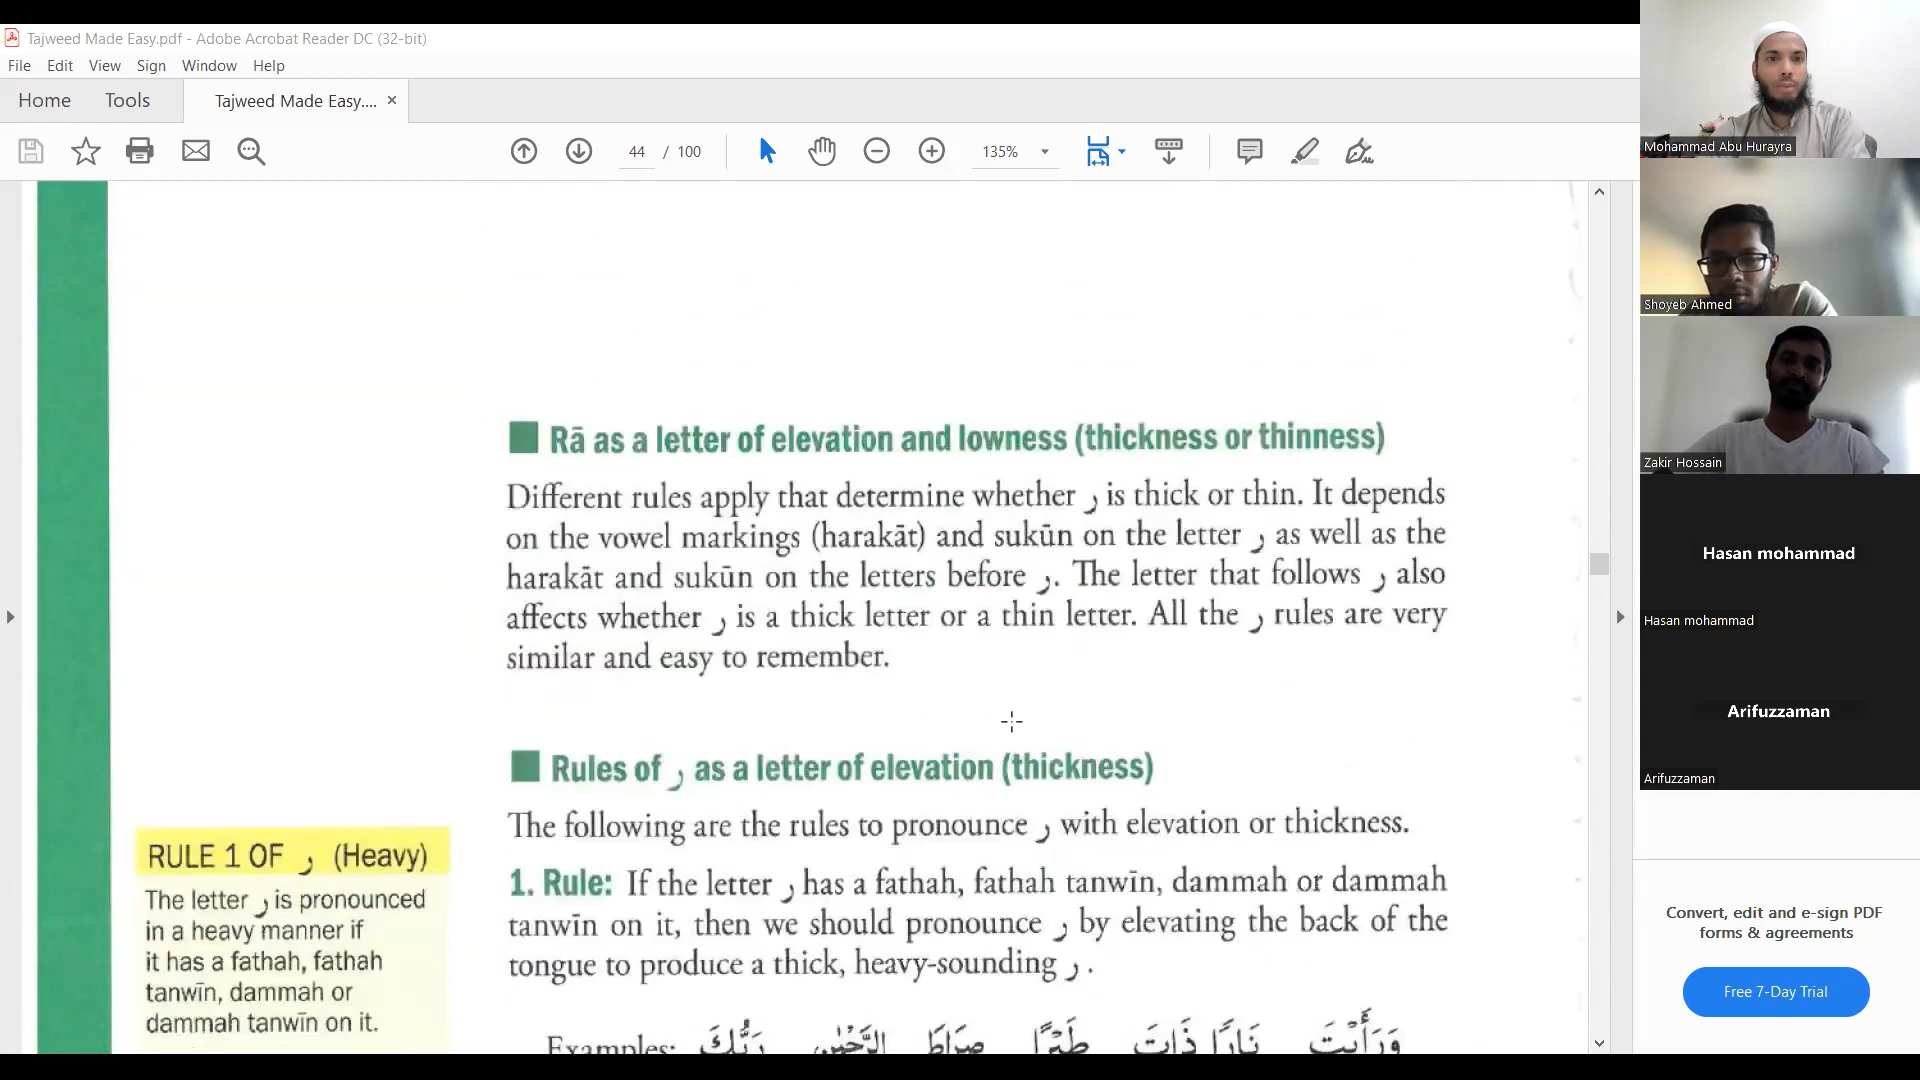 Tajweed Made Easy.pdf - Adobe Acrobat Reader DC (32-bit)
File Edit View Sign Window Help
Home Tools Tajweed Made Easy.... ×
44 / 100 135%
Rā as a letter of elevation and lowness (thickness or thinness)
Different rules apply that determine whether ر is thick or thin. It depends
on the vowel markings (harakāt) and sukūn on the letter ر as well as the
harakāt and sukūn on the letters before ر. The letter that follows ر also
affects whether ر is a thick letter or a thin letter. All the ر rules are very
similar and easy to remember.
Rules of ر as a letter of elevation (thickness)
The following are the rules to pronounce ر with elevation or thickness.
1. Rule: If the letter ر has a fathah, fathah tanwīn, dammah or dammah
tanwīn on it, then we should pronounce ر by elevating the back of the
tongue to produce a thick, heavy-sounding ر.
Examples: وَرَأَيْتَ نَارًا ذَاتَ طَيْرًا صِرَاطَ الرَّحْمٰنِ رَبُّكَ
RULE 1 OF ر (Heavy)
The letter ر is pronounced
in a heavy manner if
it has a fathah, fathah
tanwīn, dammah or
dammah tanwīn on it.
Mohammad Abu Hurayra
Shoyeb Ahmed
Zakir Hossain
Hasan mohammad
Hasan mohammad
Arifuzzaman
Arifuzzaman
Convert, edit and e-sign PDF
forms & agreements
Free 7-Day Trial